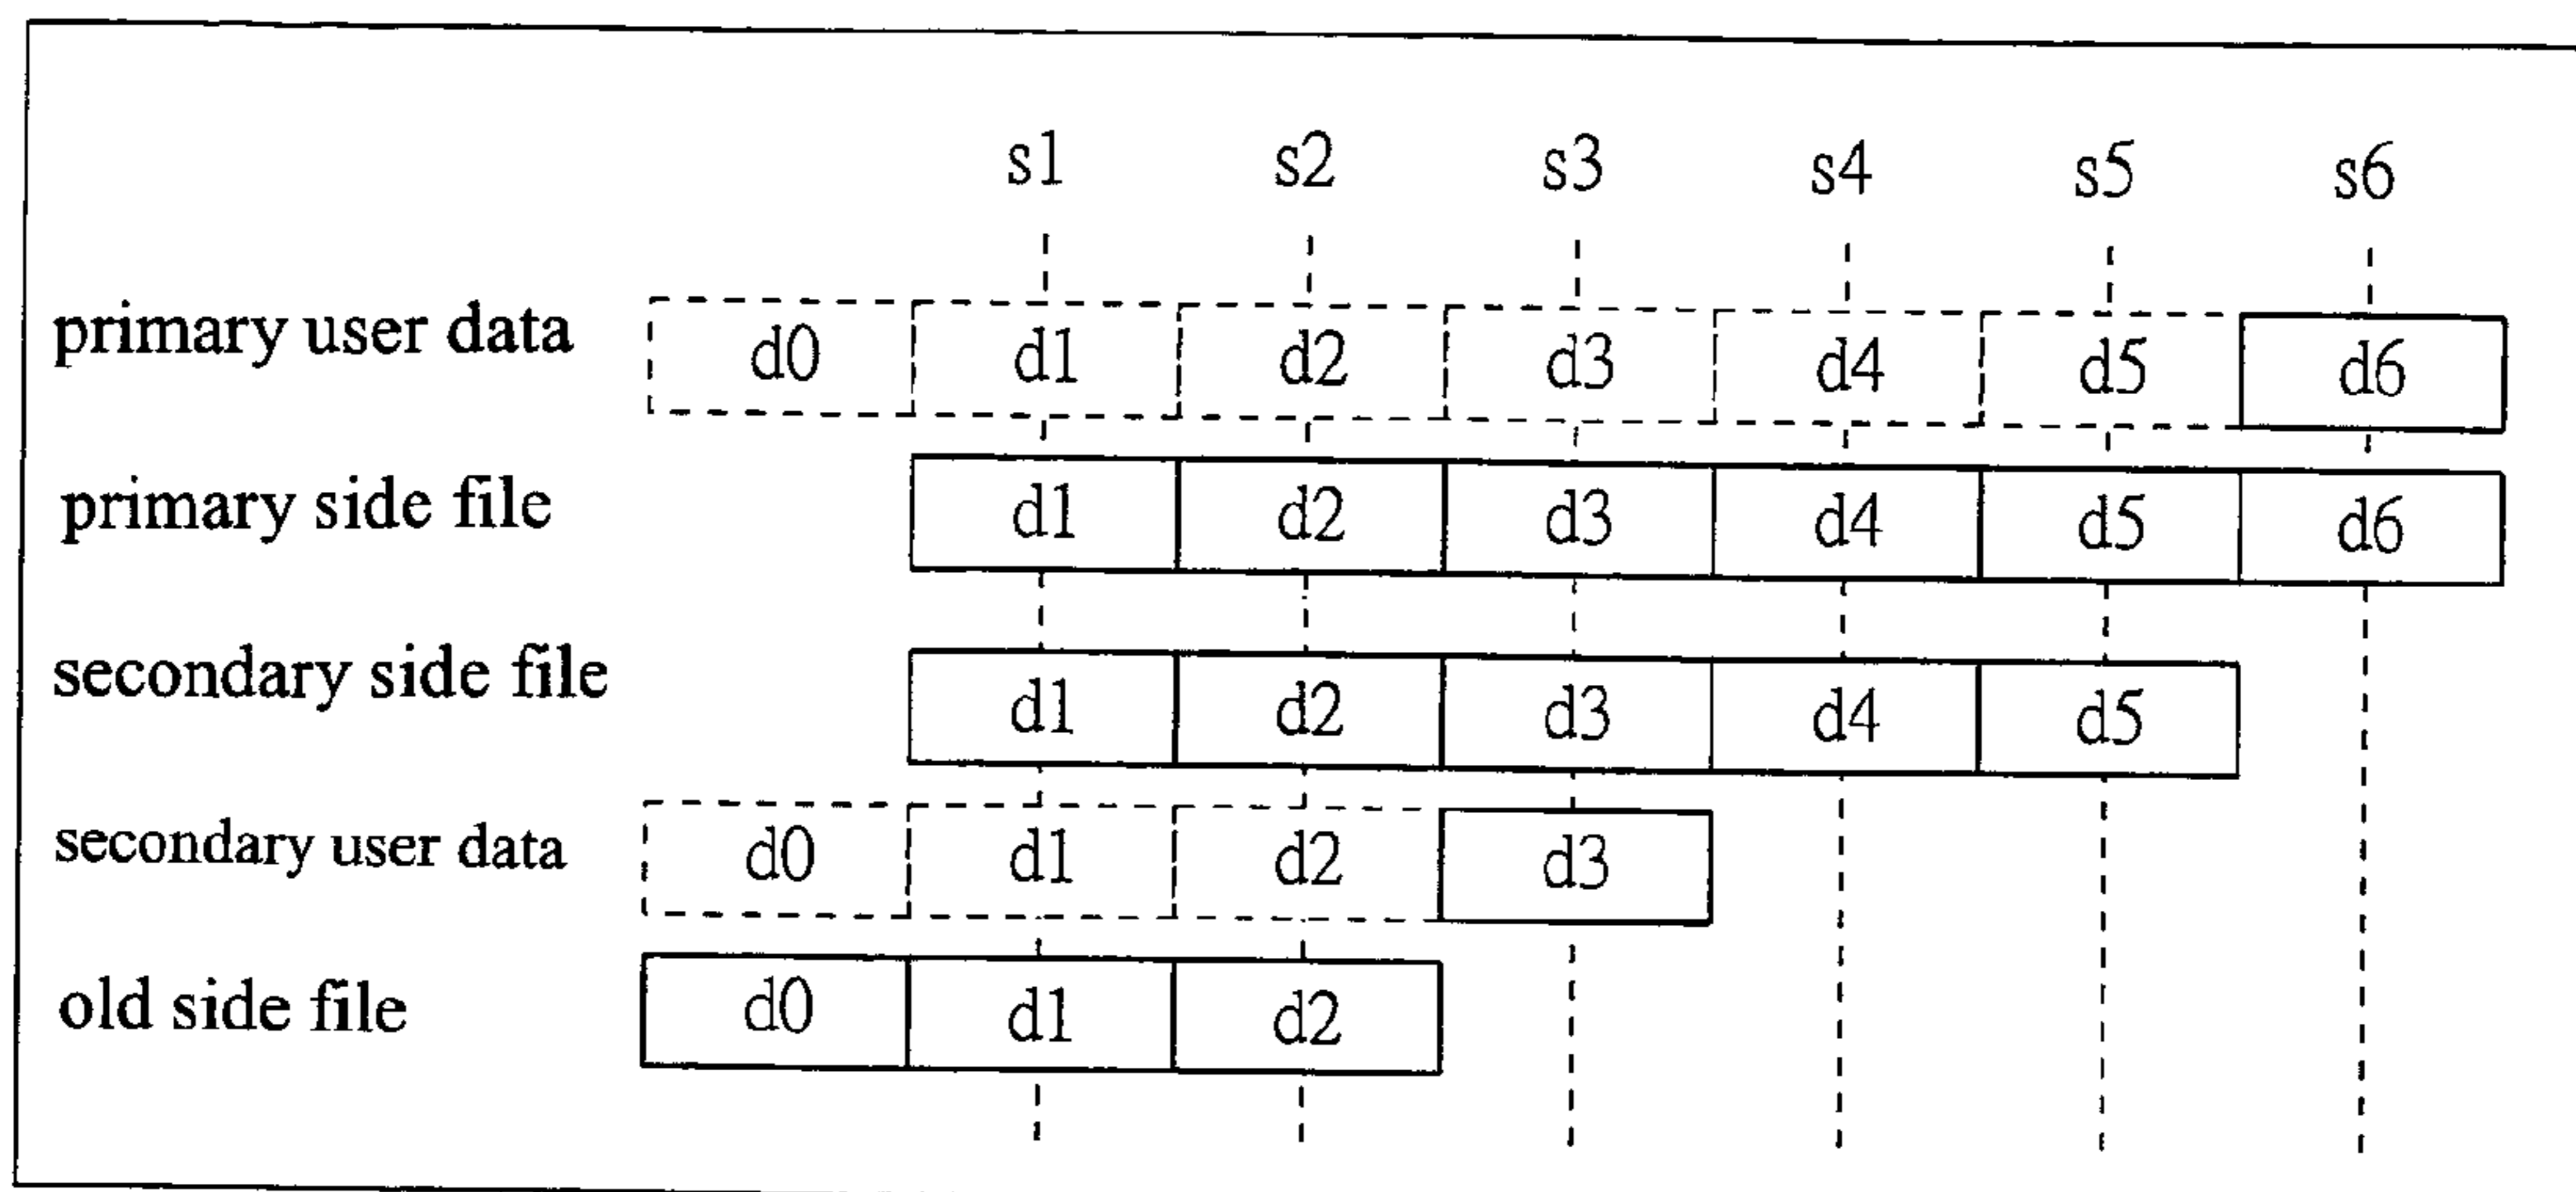 s1 s2 s3 s4 s5 s6
primary user data d0 d1 d2 d3 d4 d5 d6
primary side file d1 d2 d3 d4 d5 d6
secondary side file d1 d2 d3 d4 d5
secondary user data d0 d1 d2 d3
old side file d0 d1 d2